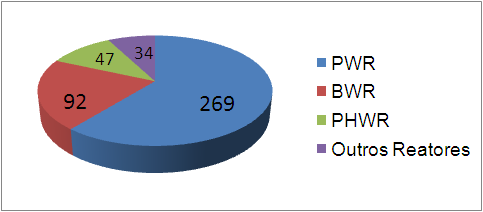 34
47
92
269
PWR
BWR
PHWR
Outros Reatores